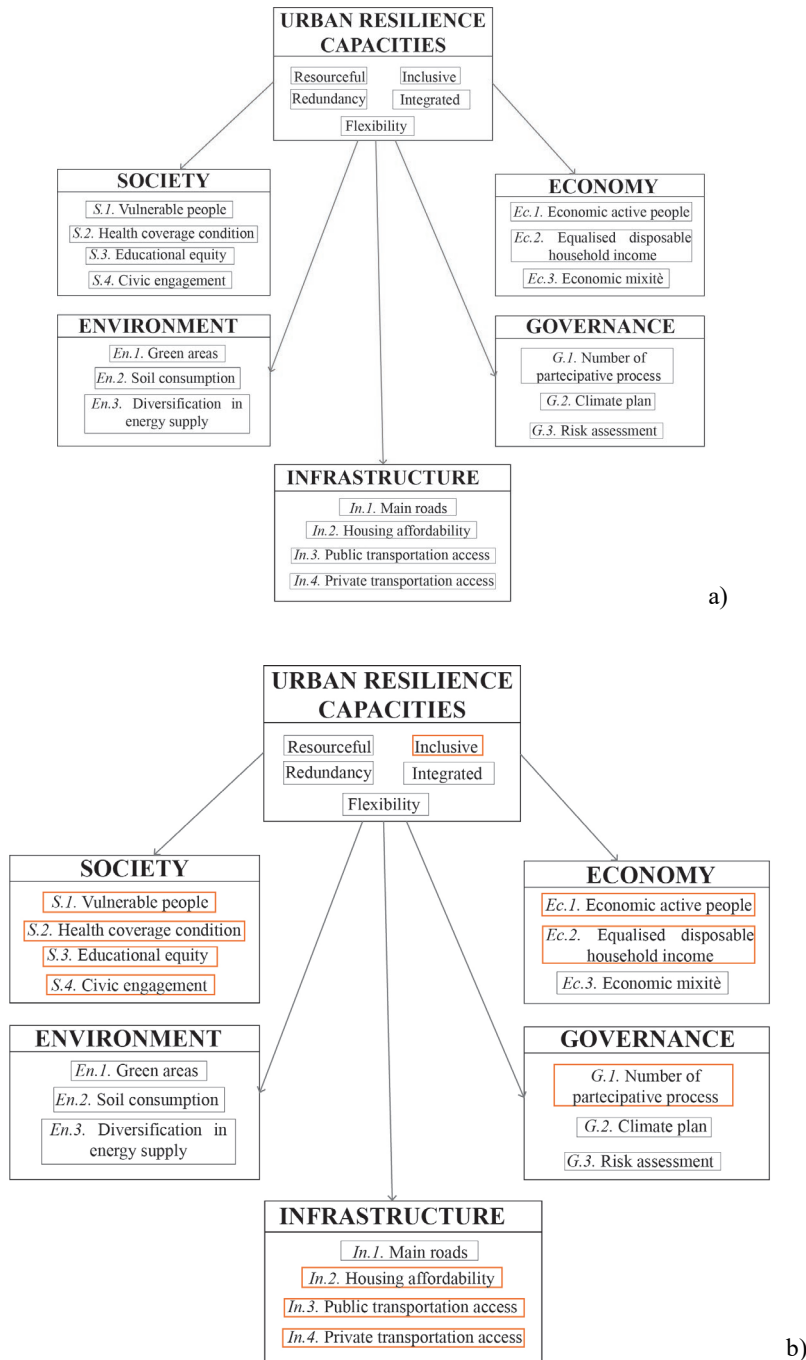 URBAN RESILIENCE
CAPACITIES
Resourceful
Inclusive
Redundancy
Integrated
Flexibility
SOCIETY
S.1. Vulnerable people
S.2. Health coverage condition
S.3. Educational equity
S.4. Civic engagement
ECONOMY
Ec.1. Economic active people
Ec.2. Equalised disposable
household income
Ec.3. Economic mixitè
ENVIRONMENT
En.1. Green areas
En.2. Soil consumption
En.3. Diversification in
energy supply
GOVERNANCE
G.1. Number of
partecipative process
G.2. Climate plan
G.3. Risk assessment
INFRASTRUCTURE
In.1. Main roads
In.2. Housing affordability
In.3. Public transportation access
In.4. Private transportation access
a)
URBAN RESILIENCE
CAPACITIES
Resourceful
Inclusive
Redundancy
Integrated
Flexibility
SOCIETY
S.1. Vulnerable people
S.2. Health coverage condition
S.3. Educational equity
S.4. Civic engagement
ECONOMY
Ec.1. Economic active people
Ec.2. Equalised disposable
household income
Ec.3. Economic mixitè
ENVIRONMENT
En.1. Green areas
En.2. Soil consumption
En.3. Diversification in
energy supply
GOVERNANCE
G.1. Number of
partecipative process
G.2. Climate plan
G.3. Risk assessment
INFRASTRUCTURE
In.1. Main roads
In.2. Housing affordability
In.3. Public transportation access
In.4. Private transportation access
b)